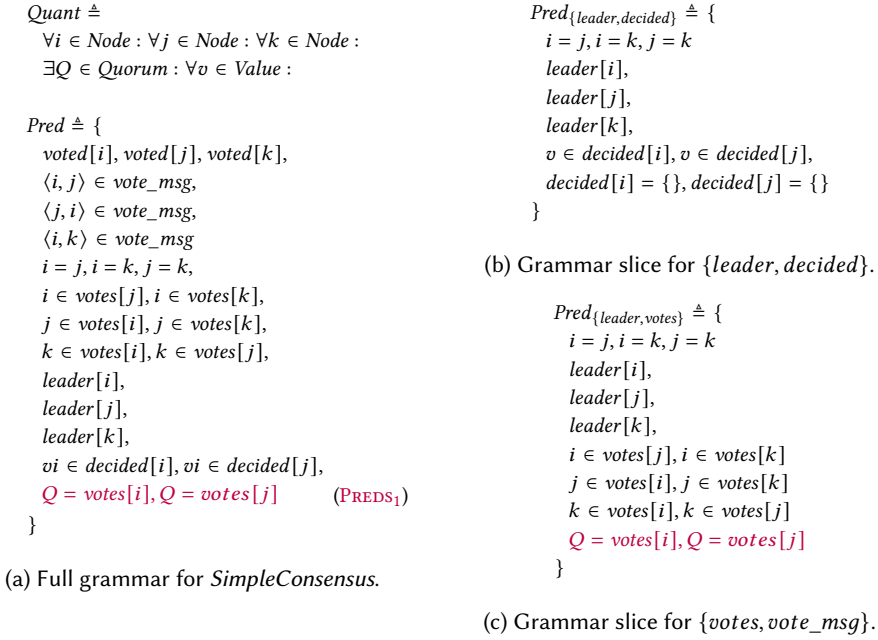 Quant ≜
∀i ∈ Node : ∀j ∈ Node : ∀k ∈ Node :
∃Q ∈ Quorum : ∀v ∈ Value :
Pred ≜ {
voted[i], voted[j], voted[k],
⟨i, j⟩ ∈ vote_msg,
⟨j, i⟩ ∈ vote_msg,
⟨i, k⟩ ∈ vote_msg
i = j, i = k, j = k,
i ∈ votes[j], i ∈ votes[k],
j ∈ votes[i], j ∈ votes[k],
k ∈ votes[i], k ∈ votes[j],
leader[i],
leader[j],
leader[k],
vi ∈ decided[i], vi ∈ decided[j],
Q = votes[i], Q = votes[j] (PREDS₁)
}
(a) Full grammar for SimpleConsensus.
Pred_{leader,decided} ≜ {
i = j, i = k, j = k
leader[i],
leader[j],
leader[k],
v ∈ decided[i], v ∈ decided[j],
decided[i] = {}, decided[j] = {}
}
(b) Grammar slice for {leader, decided}.
Pred_{leader,votes} ≜ {
i = j, i = k, j = k
leader[i],
leader[j],
leader[k],
i ∈ votes[j], i ∈ votes[k]
j ∈ votes[i], j ∈ votes[k]
k ∈ votes[i], k ∈ votes[j]
Q = votes[i], Q = votes[j]
}
(c) Grammar slice for {votes, vote_msg}.